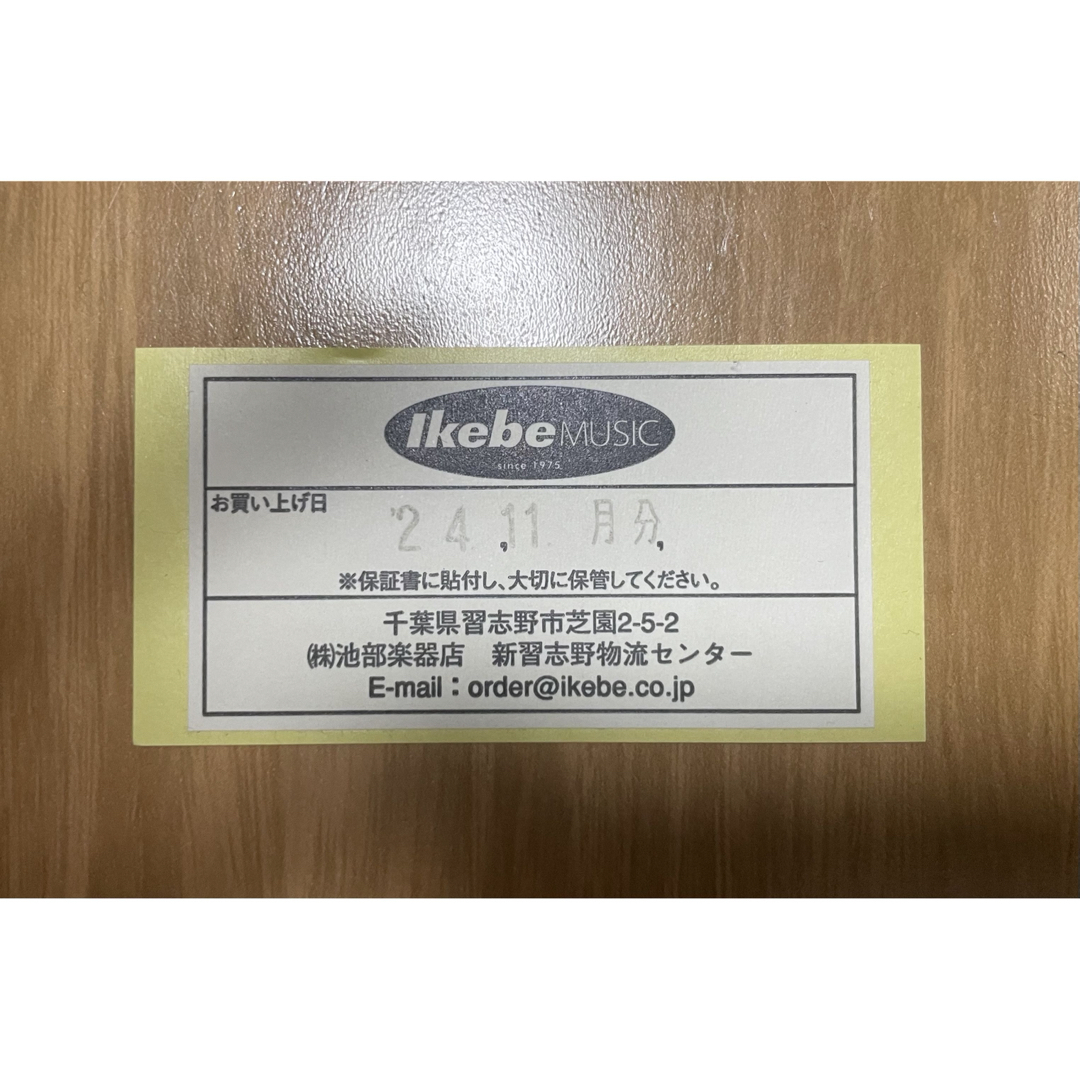 Ikebe MUSIC
since 1975
お買い上げ日
'24.11.月分
※保証書に貼付し、大切に保管してください。
千葉県習志野市芝園2-5-2
㈱池部楽器店 新習志野物流センター
E-mail：order@ikebe.co.jp